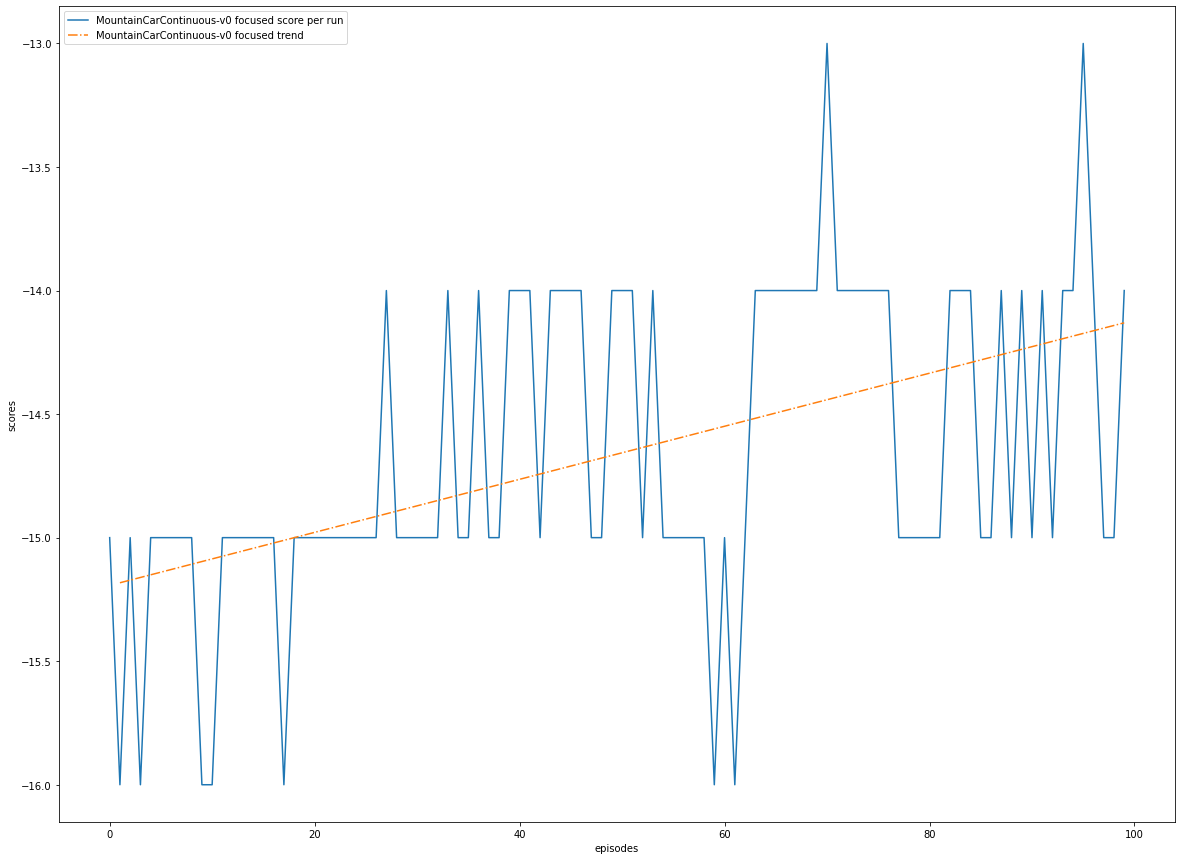 MountainCarContinuous-v0 focused score per run
MountainCarContinuous-v0 focused trend
−13.0
−13.5
−14.0
−14.5
−15.0
−15.5
−16.0
scores
0 20 40 60 80 100
episodes